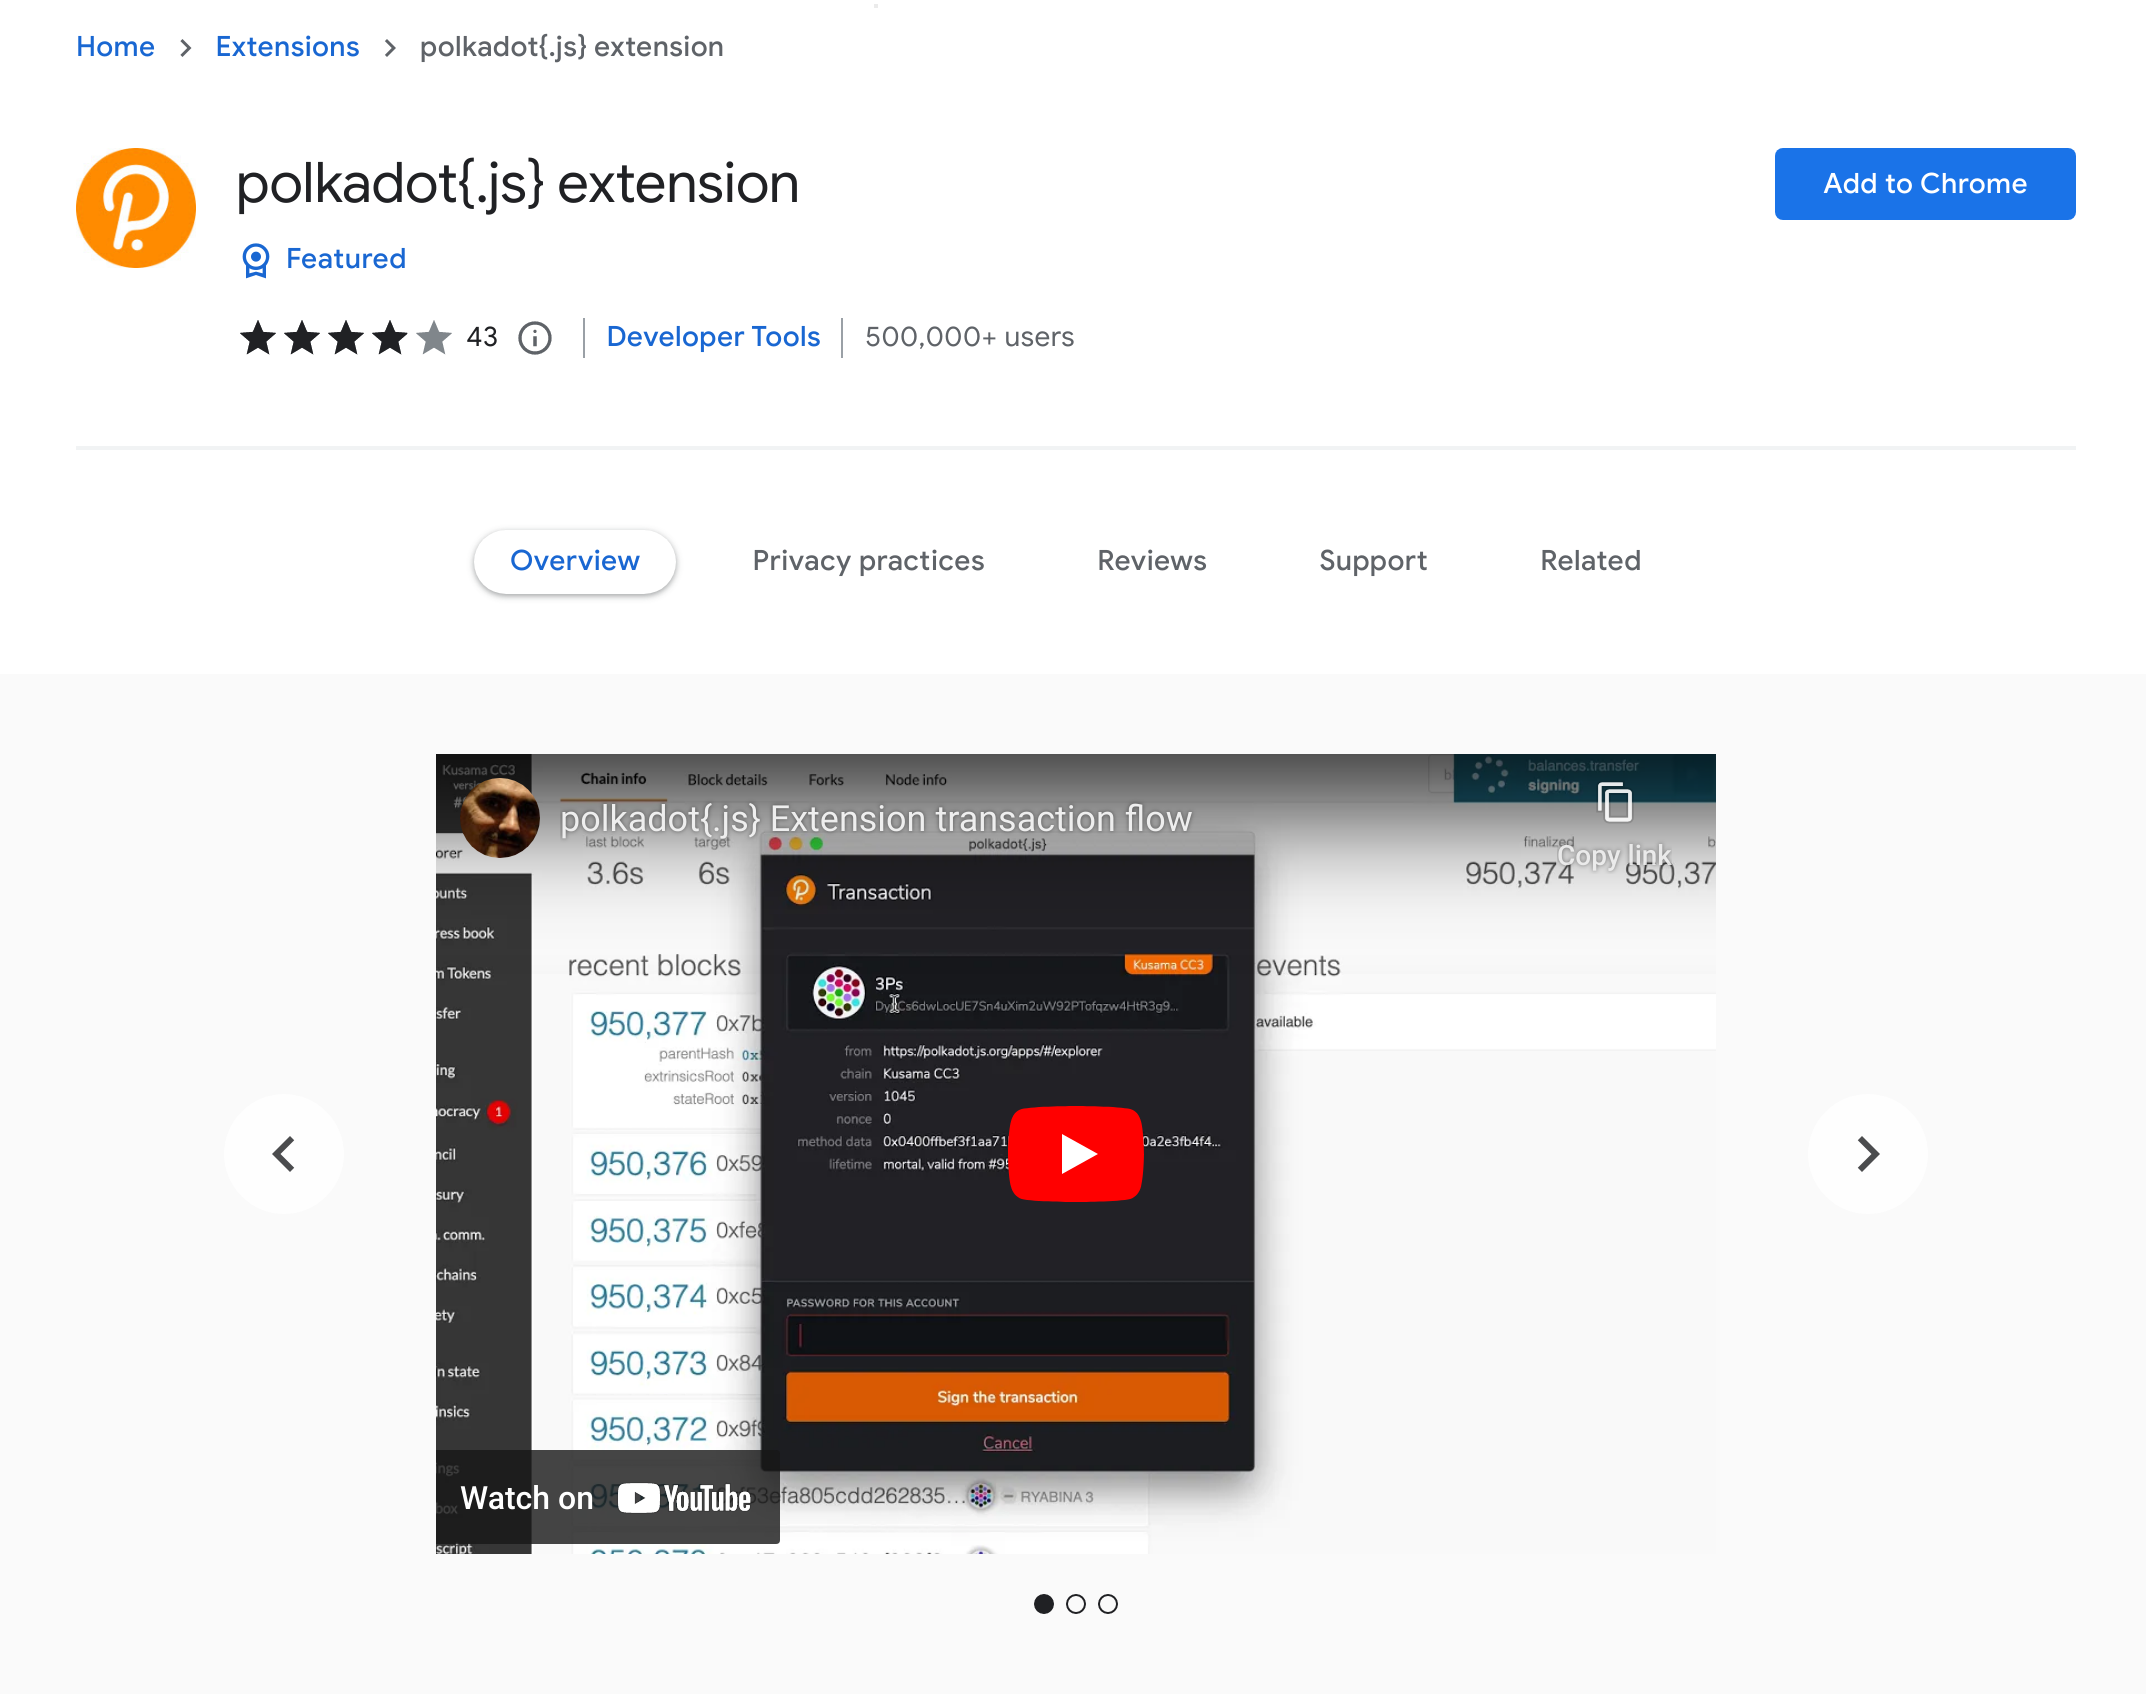 Home > Extensions > polkadot{.js} extension
polkadot{.js} extension
Add to Chrome
Featured
43 Developer Tools 500,000+ users
Overview Privacy practices Reviews Support Related
Kusama CC3
Chain info Block details Forks Node info
balances.transfer
signing
polkadot{.js} Extension transaction flow
Copy link
last block target finalized
3.6s 6s 950,374 950,37
polkadot{.js}
Transaction
orer
ounts
ress book
m Tokens
sfer
ing
ocracy 1
ncil
sury
. comm.
chains
ety
n state
insics
ngs
box
script
recent blocks
events
950,377 0x7b
parentHash 0x
extrinsicsRoot 0x
stateRoot 0x
950,376 0x59
950,375 0xfe8
950,374 0xc5
950,373 0x84
950,372 0x9f9
available
Kusama CC3
3Ps
Cs6dwLocUE7Sn4uXim2uW92PTofqzw4HtR3g9...
from https://polkadot.js.org/apps/#/explorer
chain Kusama CC3
version 1045
nonce 0
method data 0x0400ffbef3f1aa71 0a2e3fb4f4...
lifetime mortal, valid from #95
PASSWORD FOR THIS ACCOUNT
Sign the transaction
Cancel
Watch on YouTube
53efa805cdd262835... RYABINA 3